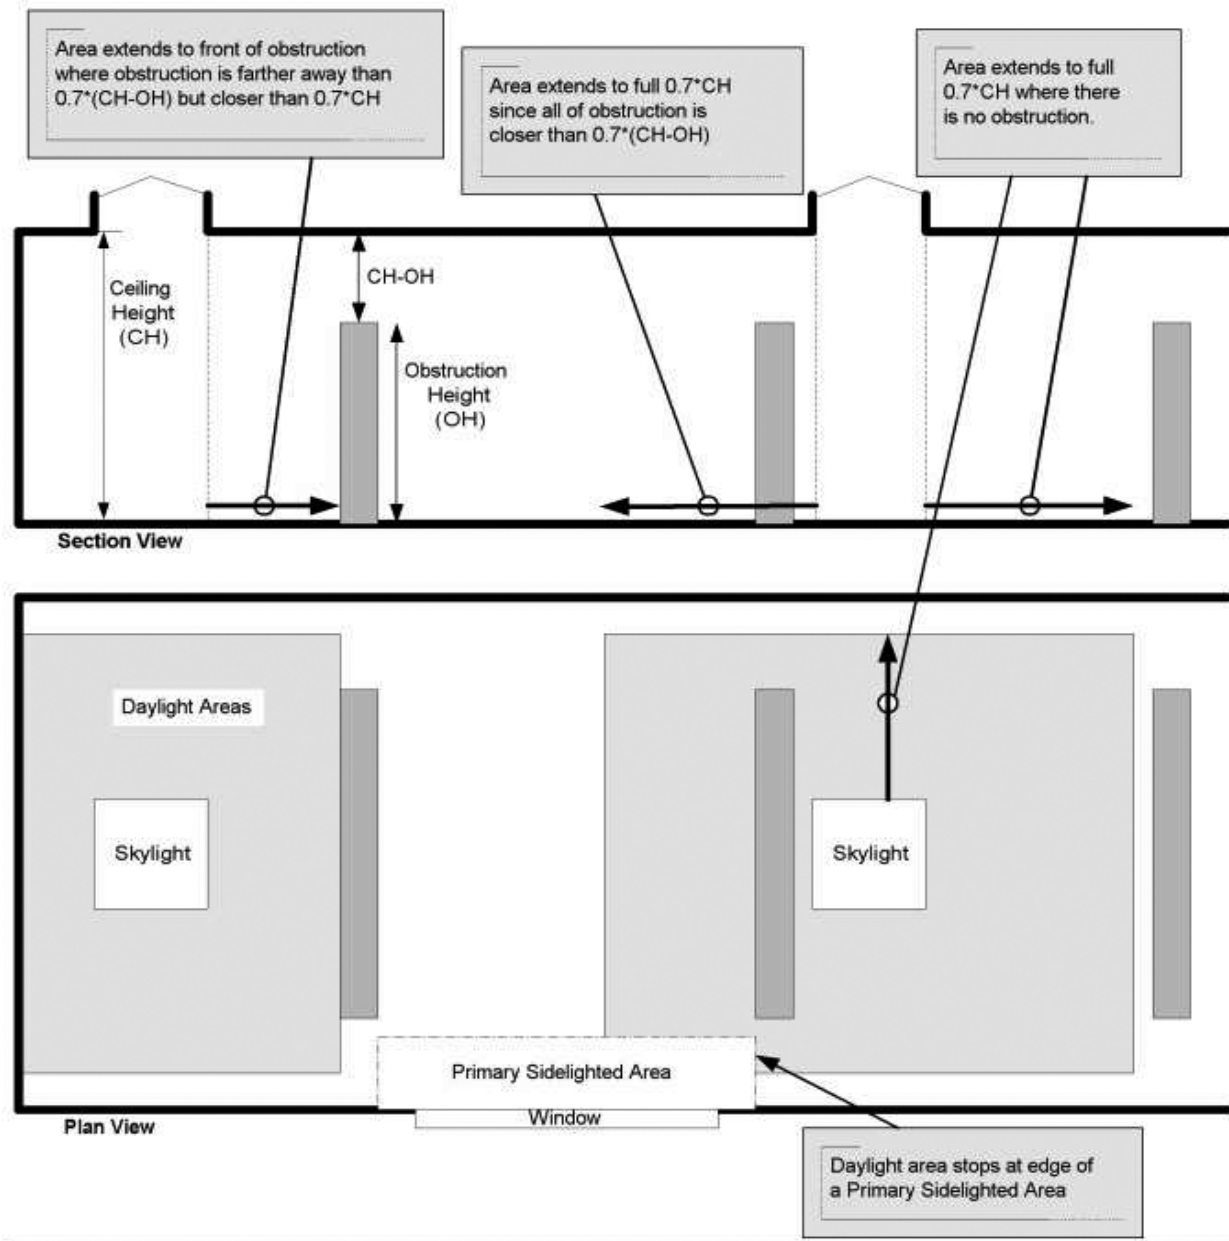 Area extends to front of obstruction
where obstruction is farther away than
0.7*(CH-OH) but closer than 0.7*CH
Area extends to full 0.7*CH
since all of obstruction is
closer than 0.7*(CH-OH)
Area extends to full
0.7*CH where there
is no obstruction.
Ceiling
Height
(CH)
CH-OH
Obstruction
Height
(OH)
Section View
Daylight Areas
Skylight
Skylight
Primary Sidelighted Area
Window
Plan View
Daylight area stops at edge of
a Primary Sidelighted Area